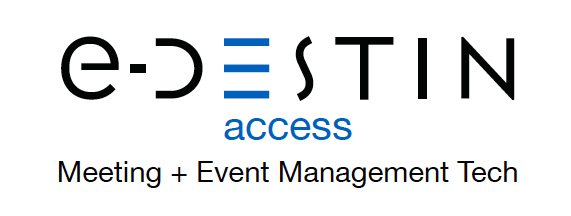 e-DESTIN
access
Meeting + Event Management Tech